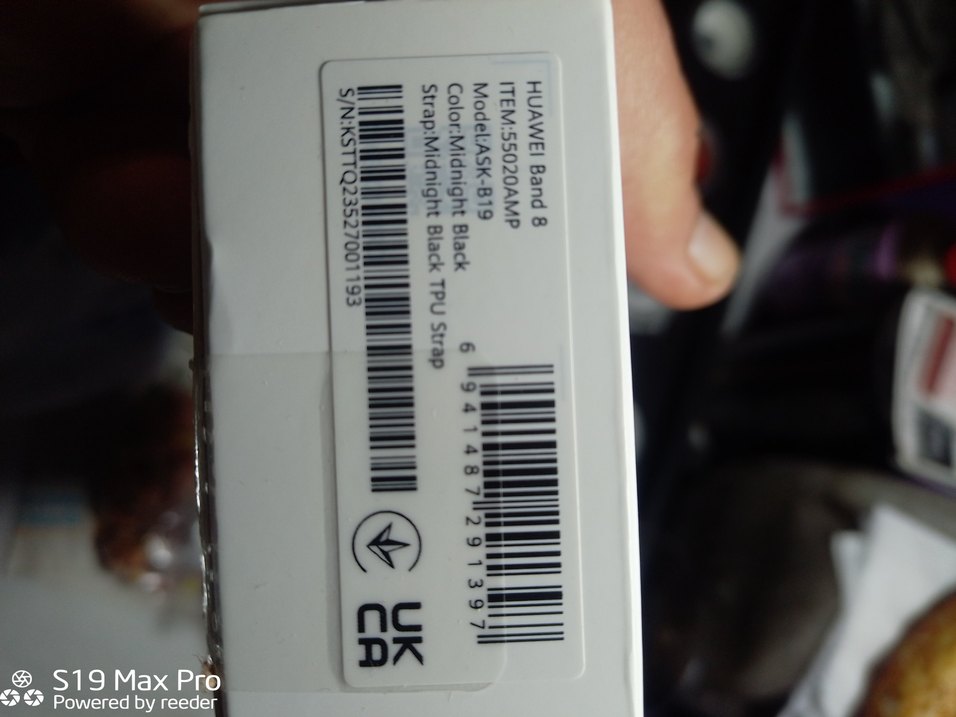 HUAWEI Band 8
ITEM:55020AMP
Model:ASK-B19
Color:Midnight Black
Strap:Midnight Black TPU Strap
S/N:KSTTQ23527001193
6 941487 291397
UK
CA
S19 Max Pro
Powered by reeder